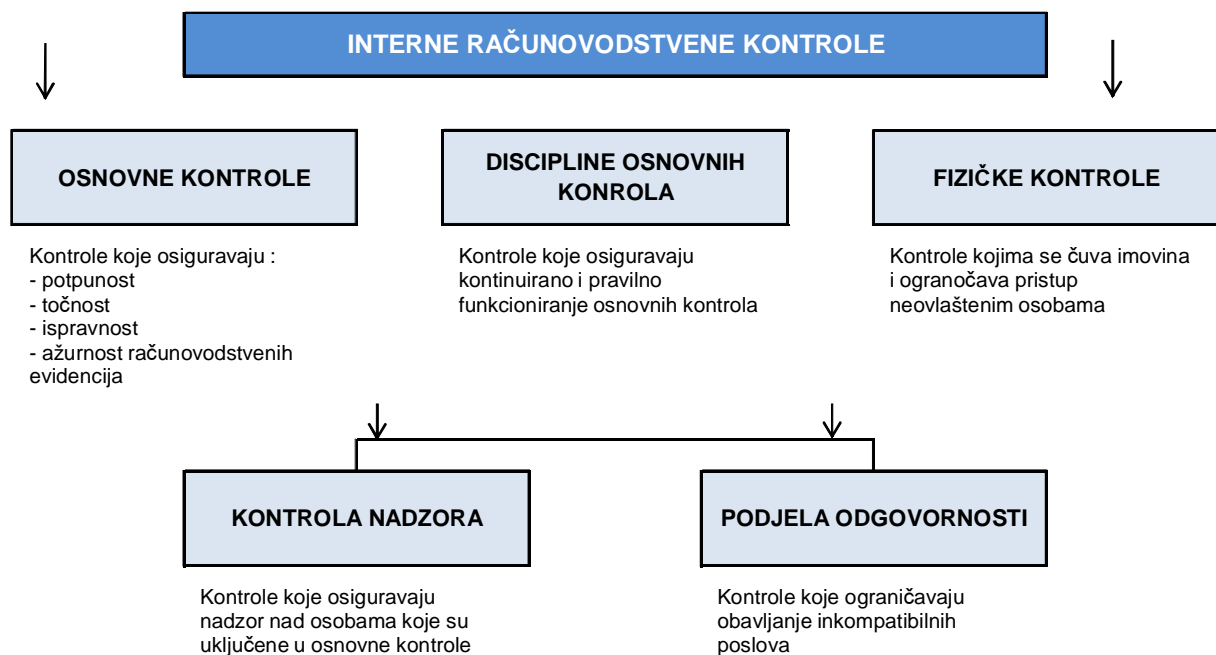 INTERNE RAČUNOVODSTVENE KONTROLE
OSNOVNE KONTROLE
DISCIPLINE OSNOVNIH
KONROLA
FIZIČKE KONTROLE
Kontrole koje osiguravaju :
- potpunost
- točnost
- ispravnost
- ažurnost računovodstvenih
evidencija
Kontrole koje osiguravaju
kontinuirano i pravilno
funkcioniranje osnovnih kontrola
Kontrole kojima se čuva imovina
i ogranočava pristup
neovlaštenim osobama
KONTROLA NADZORA
PODJELA ODGOVORNOSTI
Kontrole koje osiguravaju
nadzor nad osobama koje su
uključene u osnovne kontrole
Kontrole koje ograničavaju
obavljanje inkompatibilnih
poslova